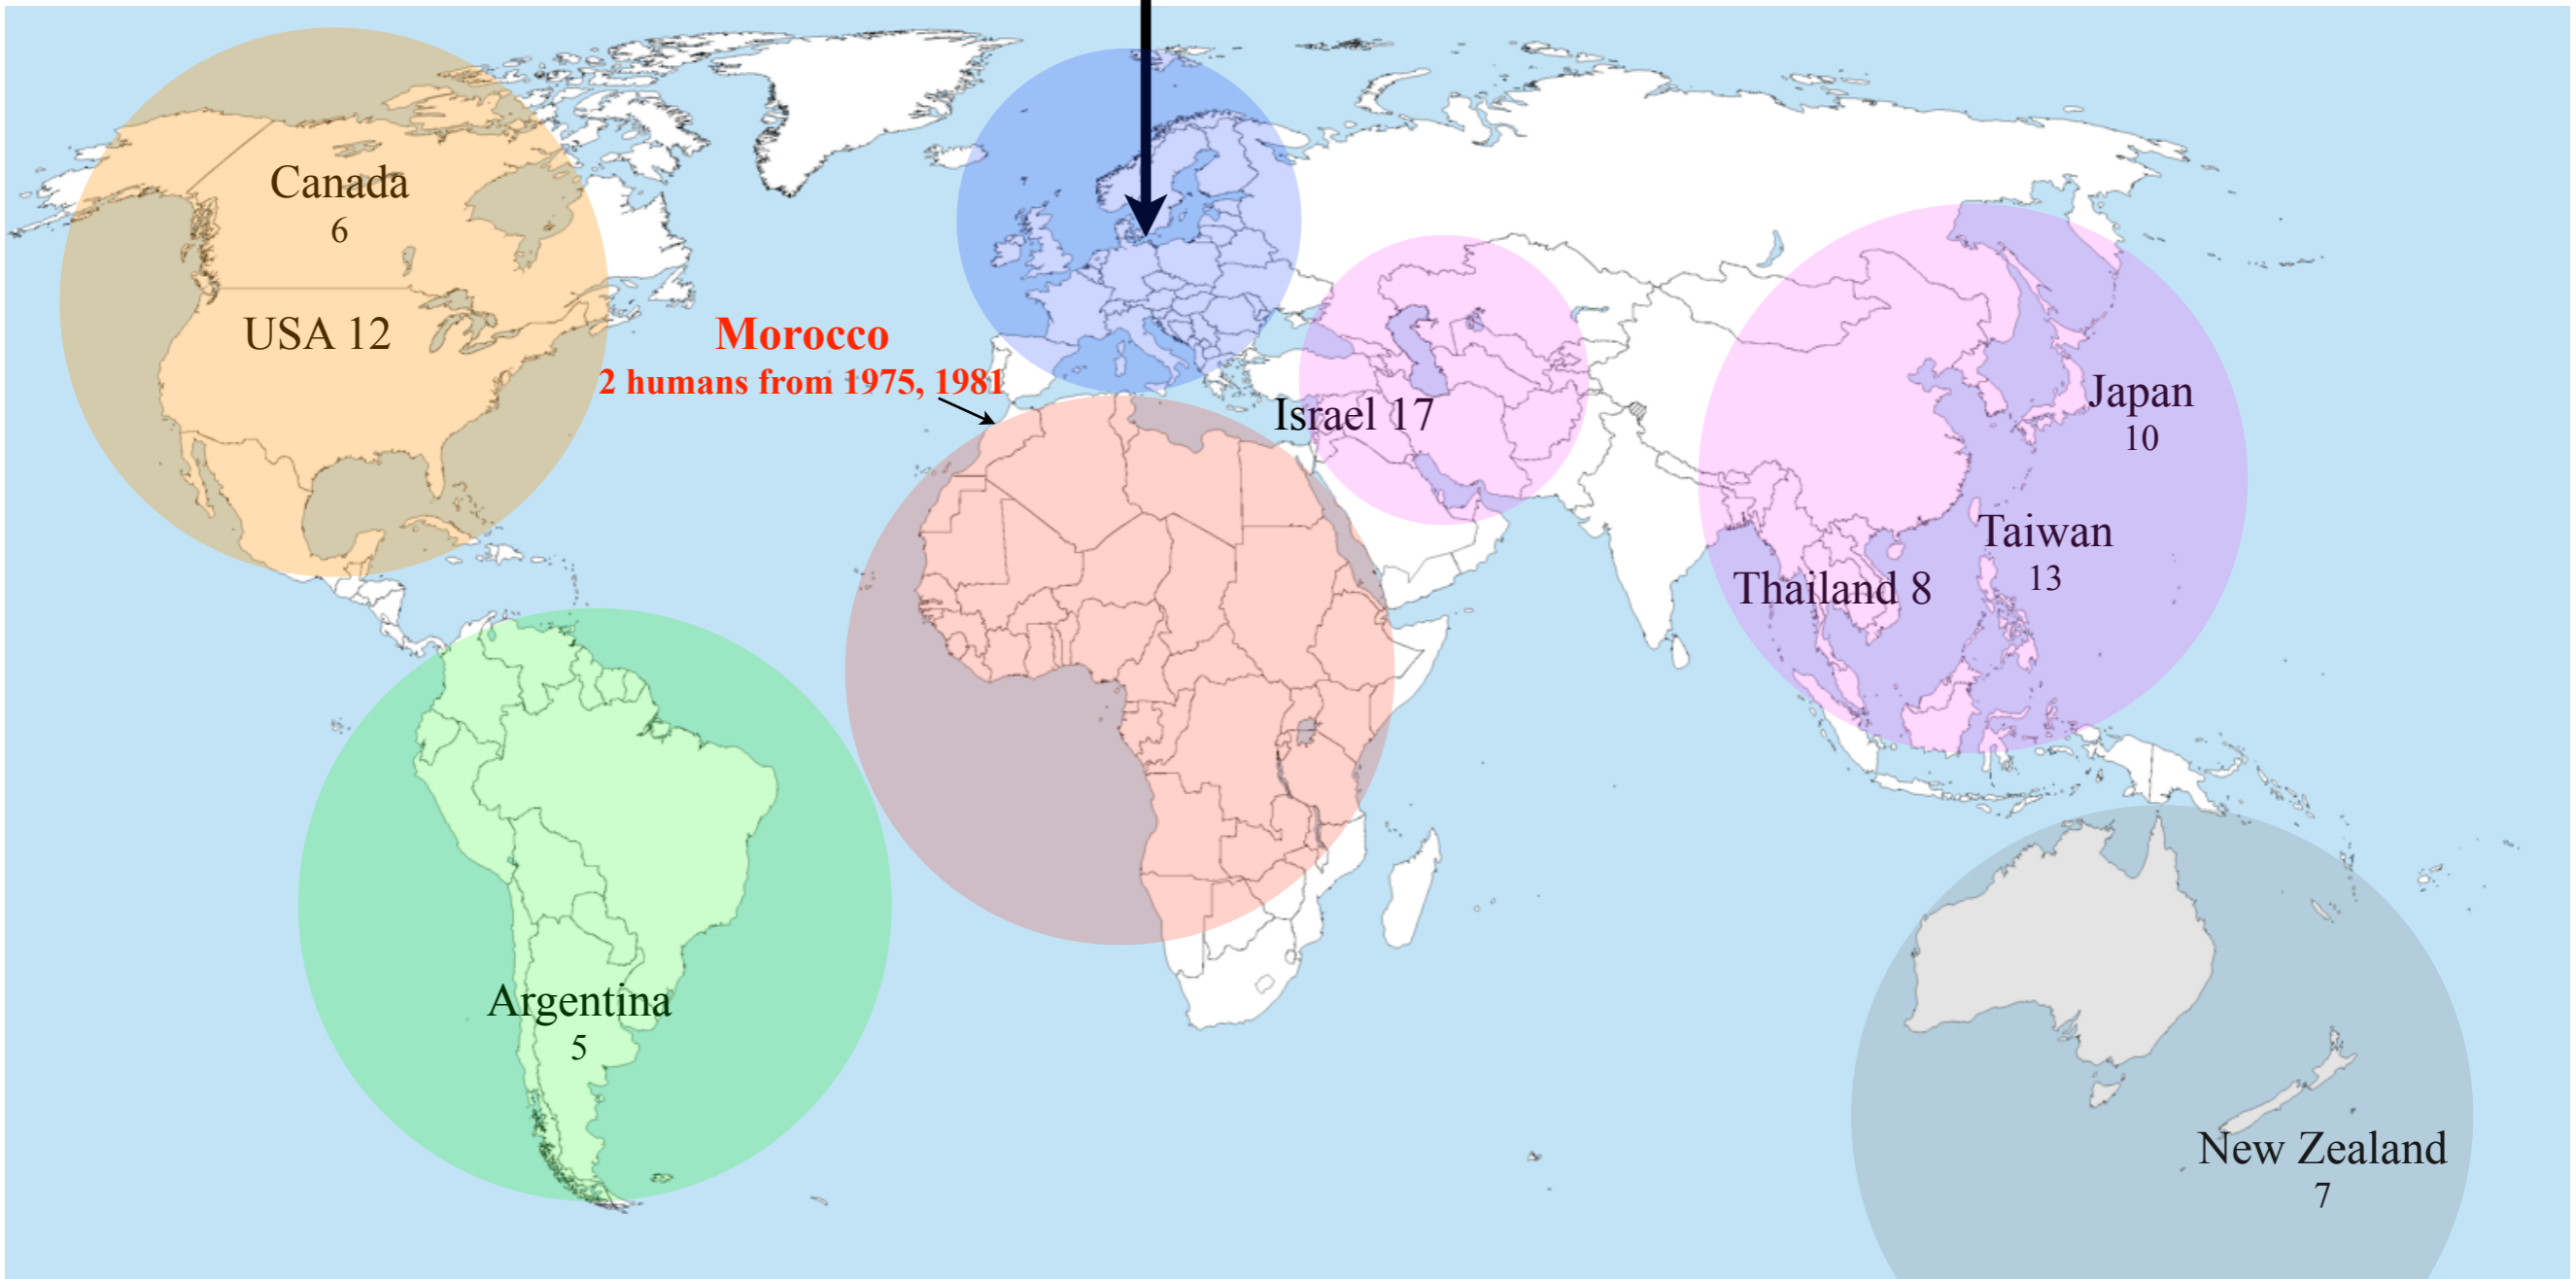 Canada
6
USA 12
Morocco
2 humans from 1975, 1981
Israel 17
Japan
10
Taiwan
13
Thailand 8
Argentina
5
New Zealand
7